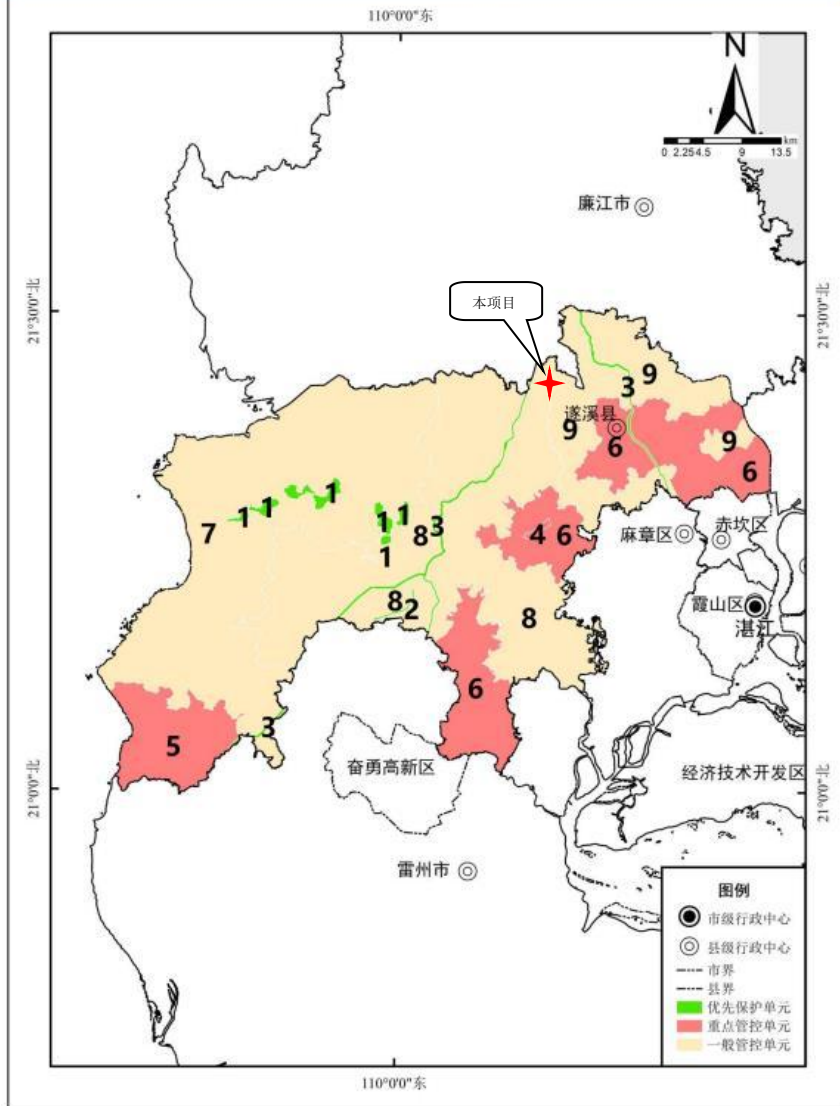 110°0'0"东
N
km
0 2.25 4.5 9 13.5
廉江市
21°30'0"北
21°30'0"北
本项目
9
3
遂溪县
9
9
6
6
1
1
1
1
1
7
8
3
4
6
麻章区
赤坎区
1
8
2
8
霞山区
湛江
6
3
5
奋勇高新区
经济技术开发区
21°0'0"北
21°0'0"北
雷州市
图例
市级行政中心
县级行政中心
市界
县界
优先保护单元
重点管控单元
一般管控单元
110°0'0"东